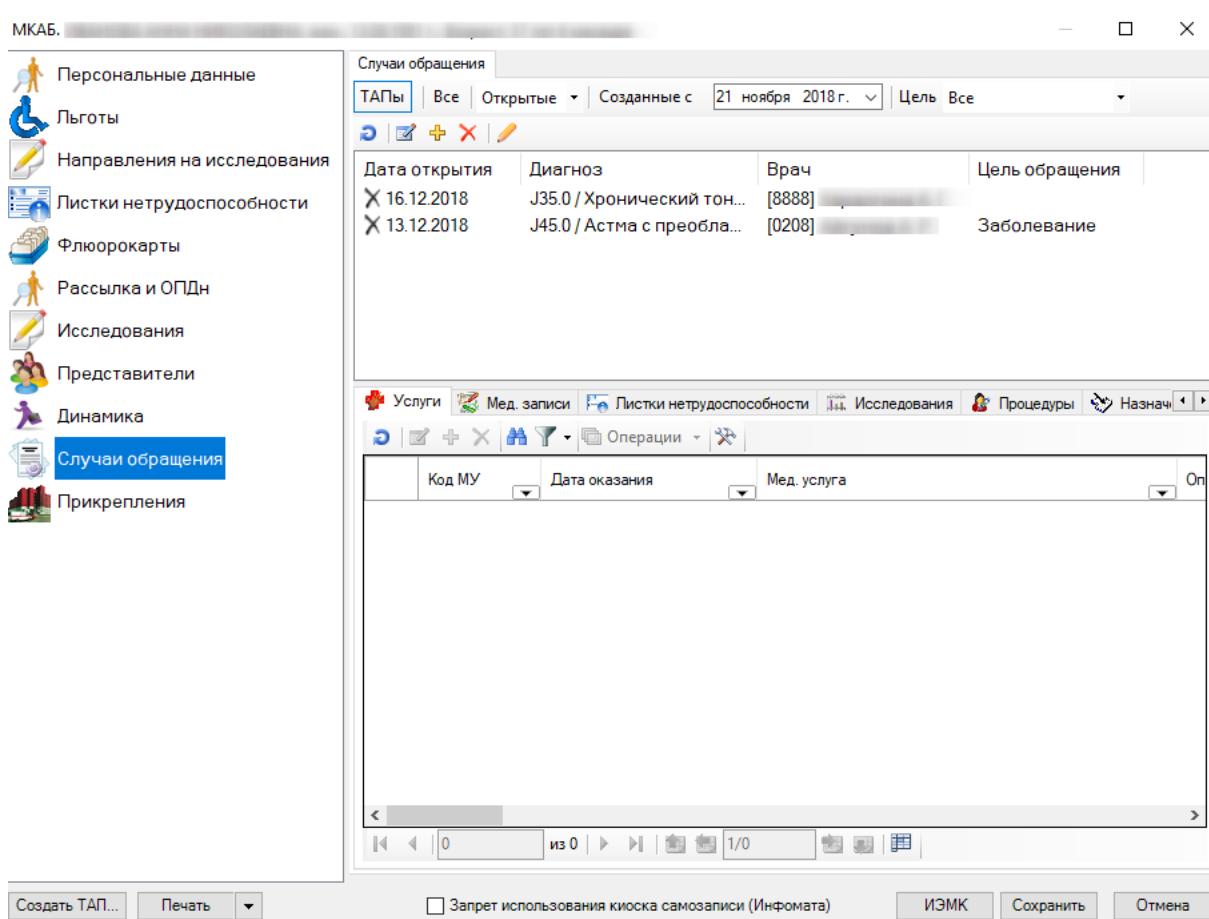 МКАБ.
Персональные данные
Льготы
Направления на исследования
Листки нетрудоспособности
Флюорокарты
Рассылка и ОПДн
Исследования
Представители
Динамика
Случаи обращения
Прикрепления
Случаи обращения
ТАПы Все Открытые Созданные с 21 ноября 2018 г. Цель Все
Дата открытия Диагноз Врач Цель обращения
16.12.2018 J35.0 / Хронический тон... [8888]
13.12.2018 J45.0 / Астма с преобла... [0208] Заболевание
Услуги Мед. записи Листки нетрудоспособности Исследования Процедуры Назнач
Операции
Код МУ Дата оказания Мед. услуга Оп
0 из 0 1/0
Создать ТАП... Печать Запрет использования киоска самозаписи (Инфомата) ИЭМК Сохранить Отмена